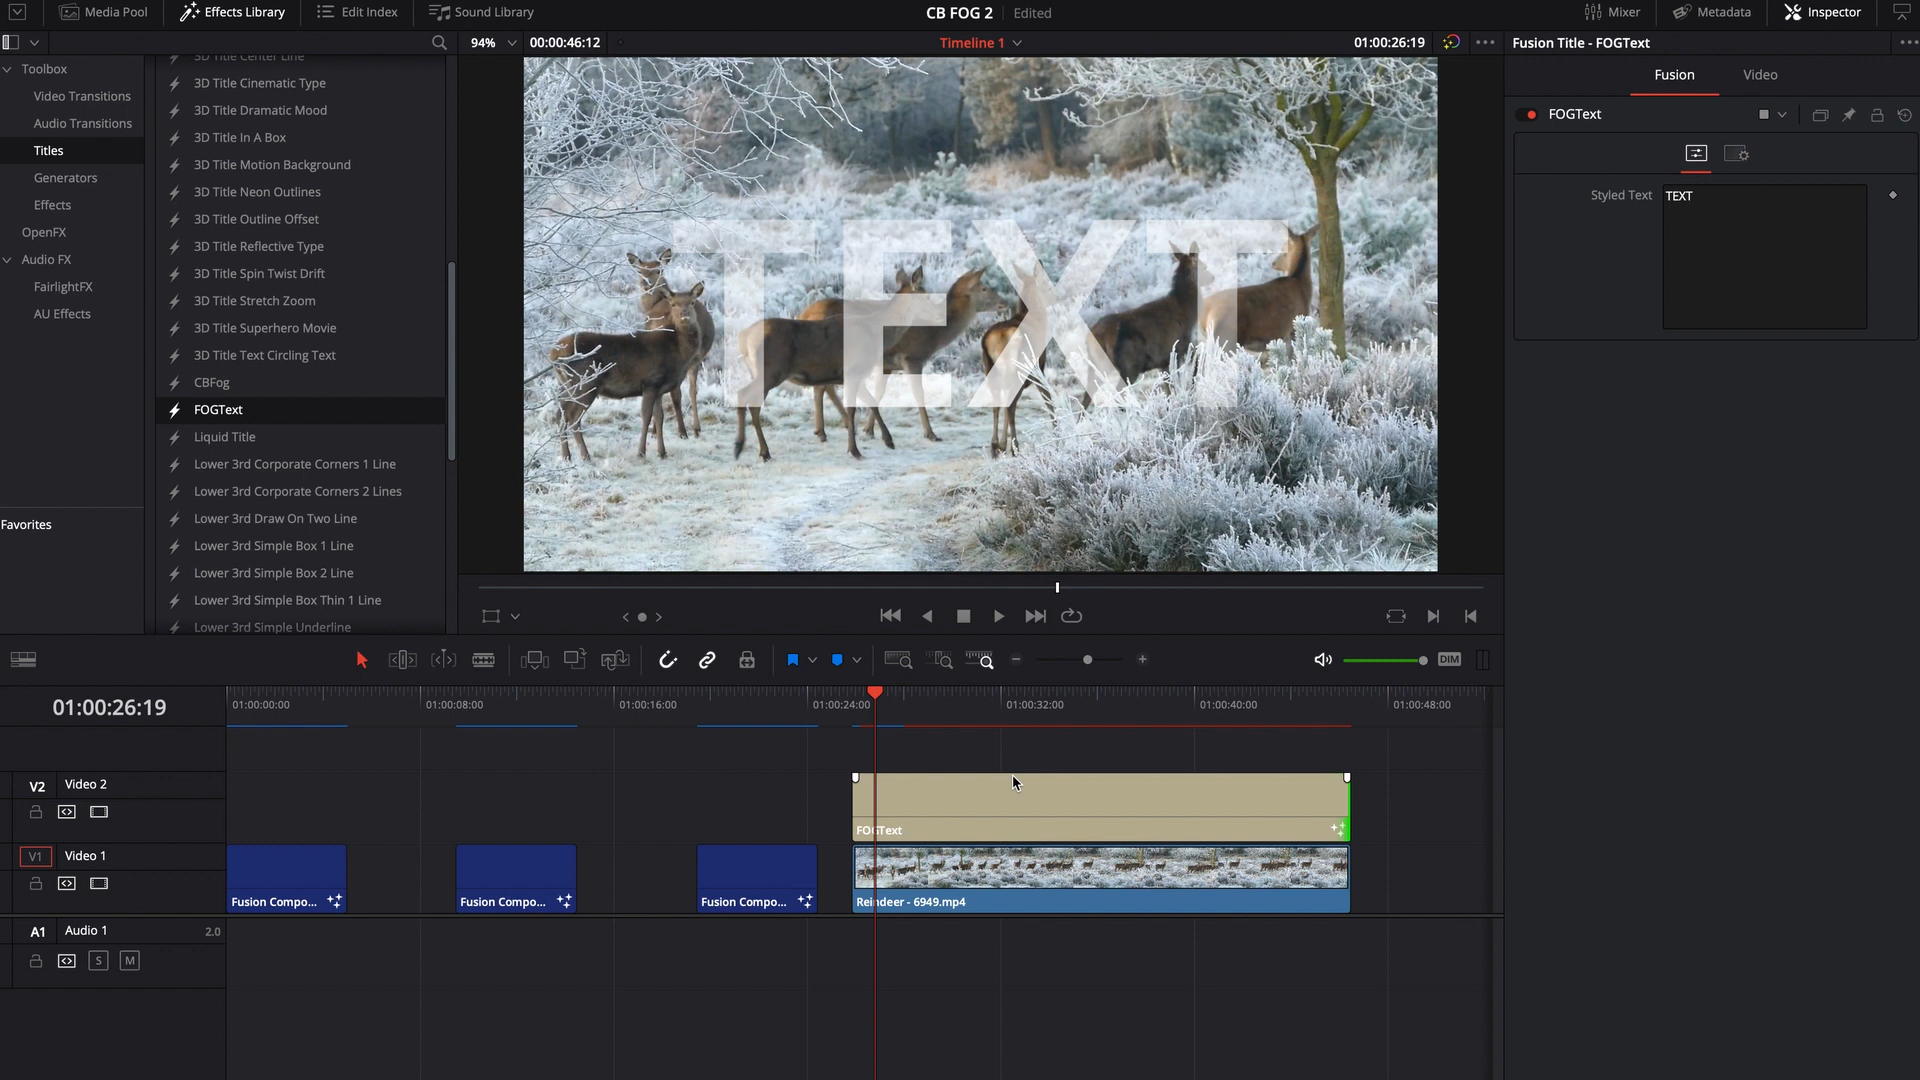 Media Pool
Effects Library
Edit Index
Sound Library
CB FOG 2
Edited
Mixer
Metadata
Inspector
94%
00:00:46:12
Timeline 1
01:00:26:19
Fusion Title - FOGText
Toolbox
Video Transitions
Audio Transitions
Titles
Generators
Effects
OpenFX
Audio FX
FairlightFX
AU Effects
Favorites
3D Title Center Line
3D Title Cinematic Type
3D Title Dramatic Mood
3D Title In A Box
3D Title Motion Background
3D Title Neon Outlines
3D Title Outline Offset
3D Title Reflective Type
3D Title Spin Twist Drift
3D Title Stretch Zoom
3D Title Superhero Movie
3D Title Text Circling Text
CBFog
FOGText
Liquid Title
Lower 3rd Corporate Corners 1 Line
Lower 3rd Corporate Corners 2 Lines
Lower 3rd Draw On Two Line
Lower 3rd Simple Box 1 Line
Lower 3rd Simple Box 2 Line
Lower 3rd Simple Box Thin 1 Line
Lower 3rd Simple Underline
TEXT
Fusion
Video
FOGText
Styled Text
TEXT
DIM
01:00:26:19
01:00:00:00
01:00:08:00
01:00:16:00
01:00:24:00
01:00:32:00
01:00:40:00
01:00:48:00
V2
Video 2
FOGText
V1
Video 1
Fusion Compo...
Fusion Compo...
Fusion Compo...
Reindeer - 6949.mp4
A1
Audio 1
2.0
S
M